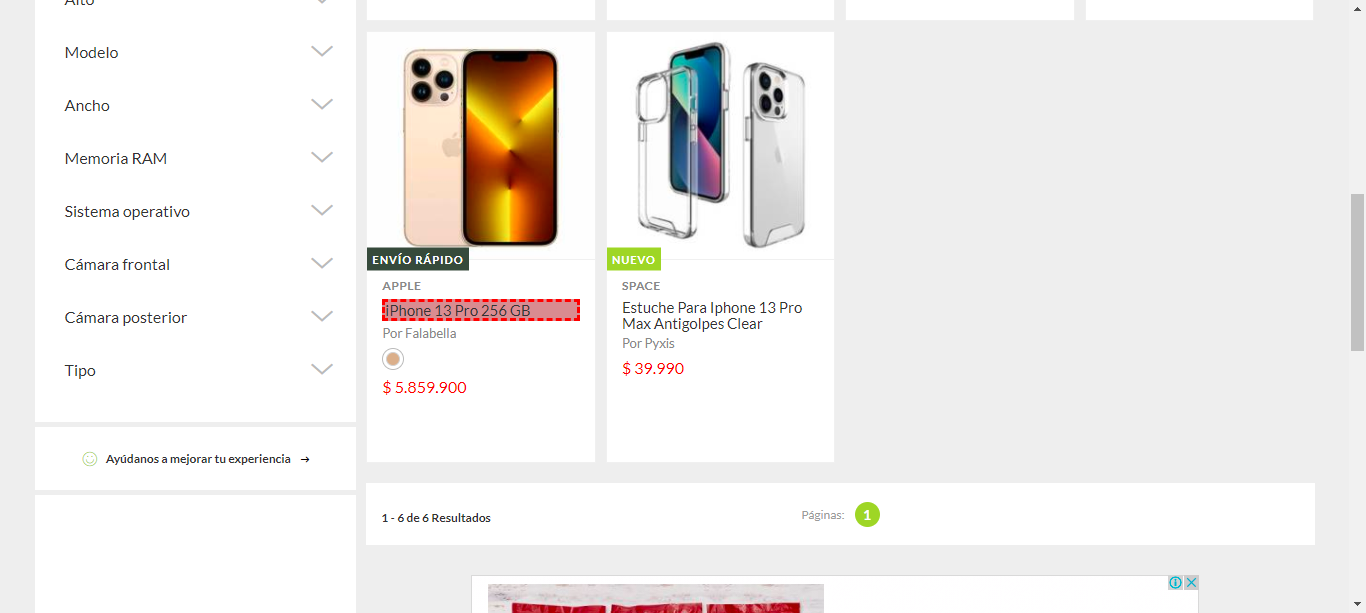 Modelo
Ancho
Memoria RAM
Sistema operativo
Cámara frontal
Cámara posterior
Tipo
Ayúdanos a mejorar tu experiencia →
ENVÍO RÁPIDO
APPLE
iPhone 13 Pro 256 GB
Por Falabella
$ 5.859.900
NUEVO
SPACE
Estuche Para Iphone 13 Pro
Max Antigolpes Clear
Por Pyxis
$ 39.990
1 - 6 de 6 Resultados
Páginas: 1